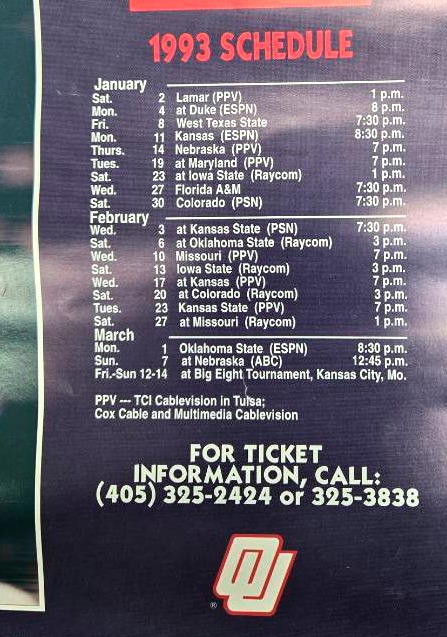 1993 SCHEDULE
January
Sat. 2 Lamar (PPV) 1 p.m.
Mon. 4 at Duke (ESPN) 8 p.m.
Fri. 8 West Texas State 7:30 p.m.
Mon. 11 Kansas (ESPN) 8:30 p.m.
Thurs. 14 Nebraska (PPV) 7 p.m.
Tues. 19 at Maryland (PPV) 7 p.m.
Sat. 23 at Iowa State (Raycom) 1 p.m.
Wed. 27 Florida A&M 7:30 p.m.
Sat. 30 Colorado (PSN) 7:30 p.m.
February
Wed. 3 at Kansas State (PSN) 7:30 p.m.
Sat. 6 at Oklahoma State (Raycom) 3 p.m.
Wed. 10 Missouri (PPV) 7 p.m.
Sat. 13 Iowa State (Raycom) 3 p.m.
Wed. 17 at Kansas (PPV) 7 p.m.
Sat. 20 at Colorado (Raycom) 3 p.m.
Tues. 23 Kansas State (PPV) 7 p.m.
Sat. 27 at Missouri (Raycom) 1 p.m.
March
Mon. 1 Oklahoma State (ESPN) 8:30 p.m.
Sun. 7 at Nebraska (ABC) 12:45 p.m.
Fri.-Sun 12-14 at Big Eight Tournament, Kansas City, Mo.
PPV --- TCI Cablevision in Tulsa;
Cox Cable and Multimedia Cablevision
FOR TICKET
INFORMATION, CALL:
(405) 325-2424 or 325-3838
OU
®